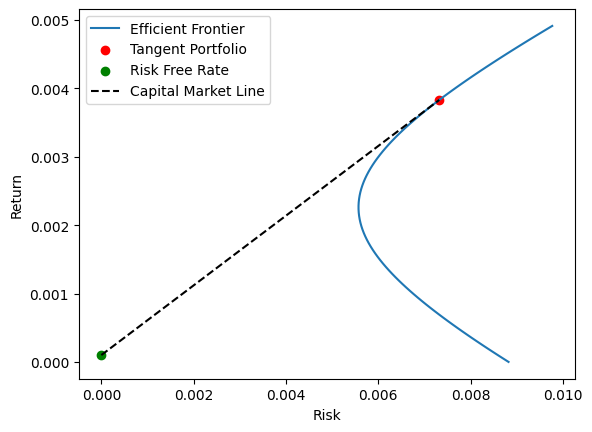 Efficient Frontier
Tangent Portfolio
Risk Free Rate
Capital Market Line
Return
0.005
0.004
0.003
0.002
0.001
0.000
0.000 0.002 0.004 0.006 0.008 0.010
Risk